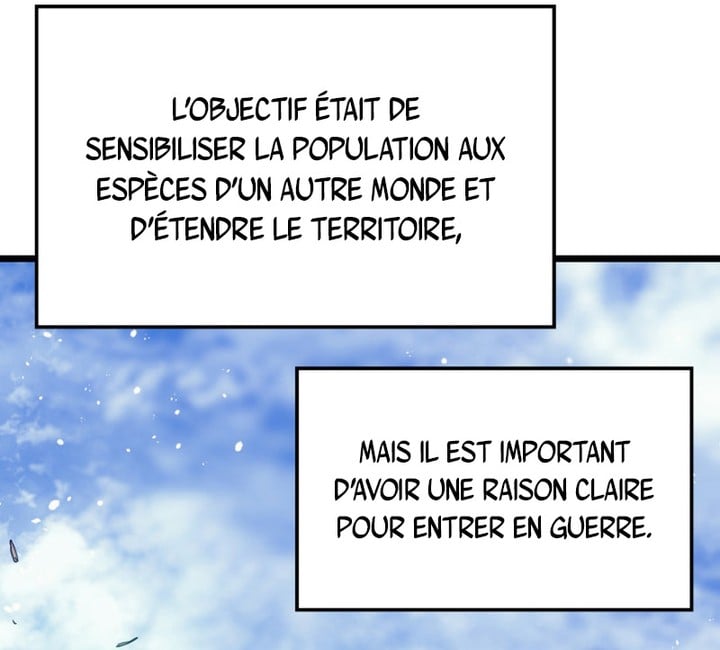 L'OBJECTIF ÉTAIT DE
SENSIBILISER LA POPULATION AUX
ESPÈCES D'UN AUTRE MONDE ET
D'ÉTENDRE LE TERRITOIRE,
MAIS IL EST IMPORTANT
D'AVOIR UNE RAISON CLAIRE
POUR ENTRER EN GUERRE.